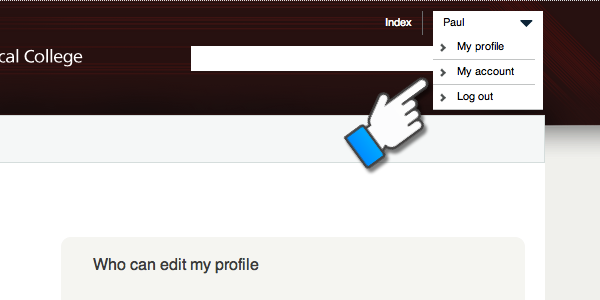 Index
Paul
My profile
cal College
My account
Log out
Who can edit my profile